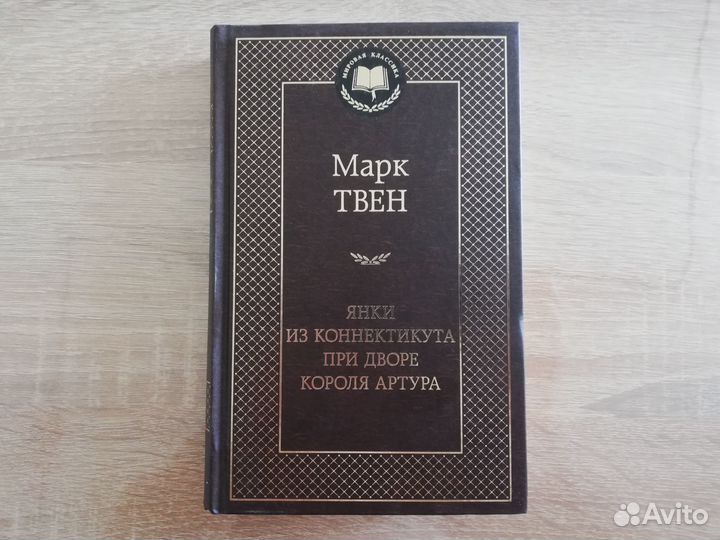 МИРОВАЯ КЛАССИКА
Марк
ТВЕН
ЯНКИ
ИЗ КОННЕКТИКУТА
ПРИ ДВОРЕ
КОРОЛЯ АРТУРА
Avito